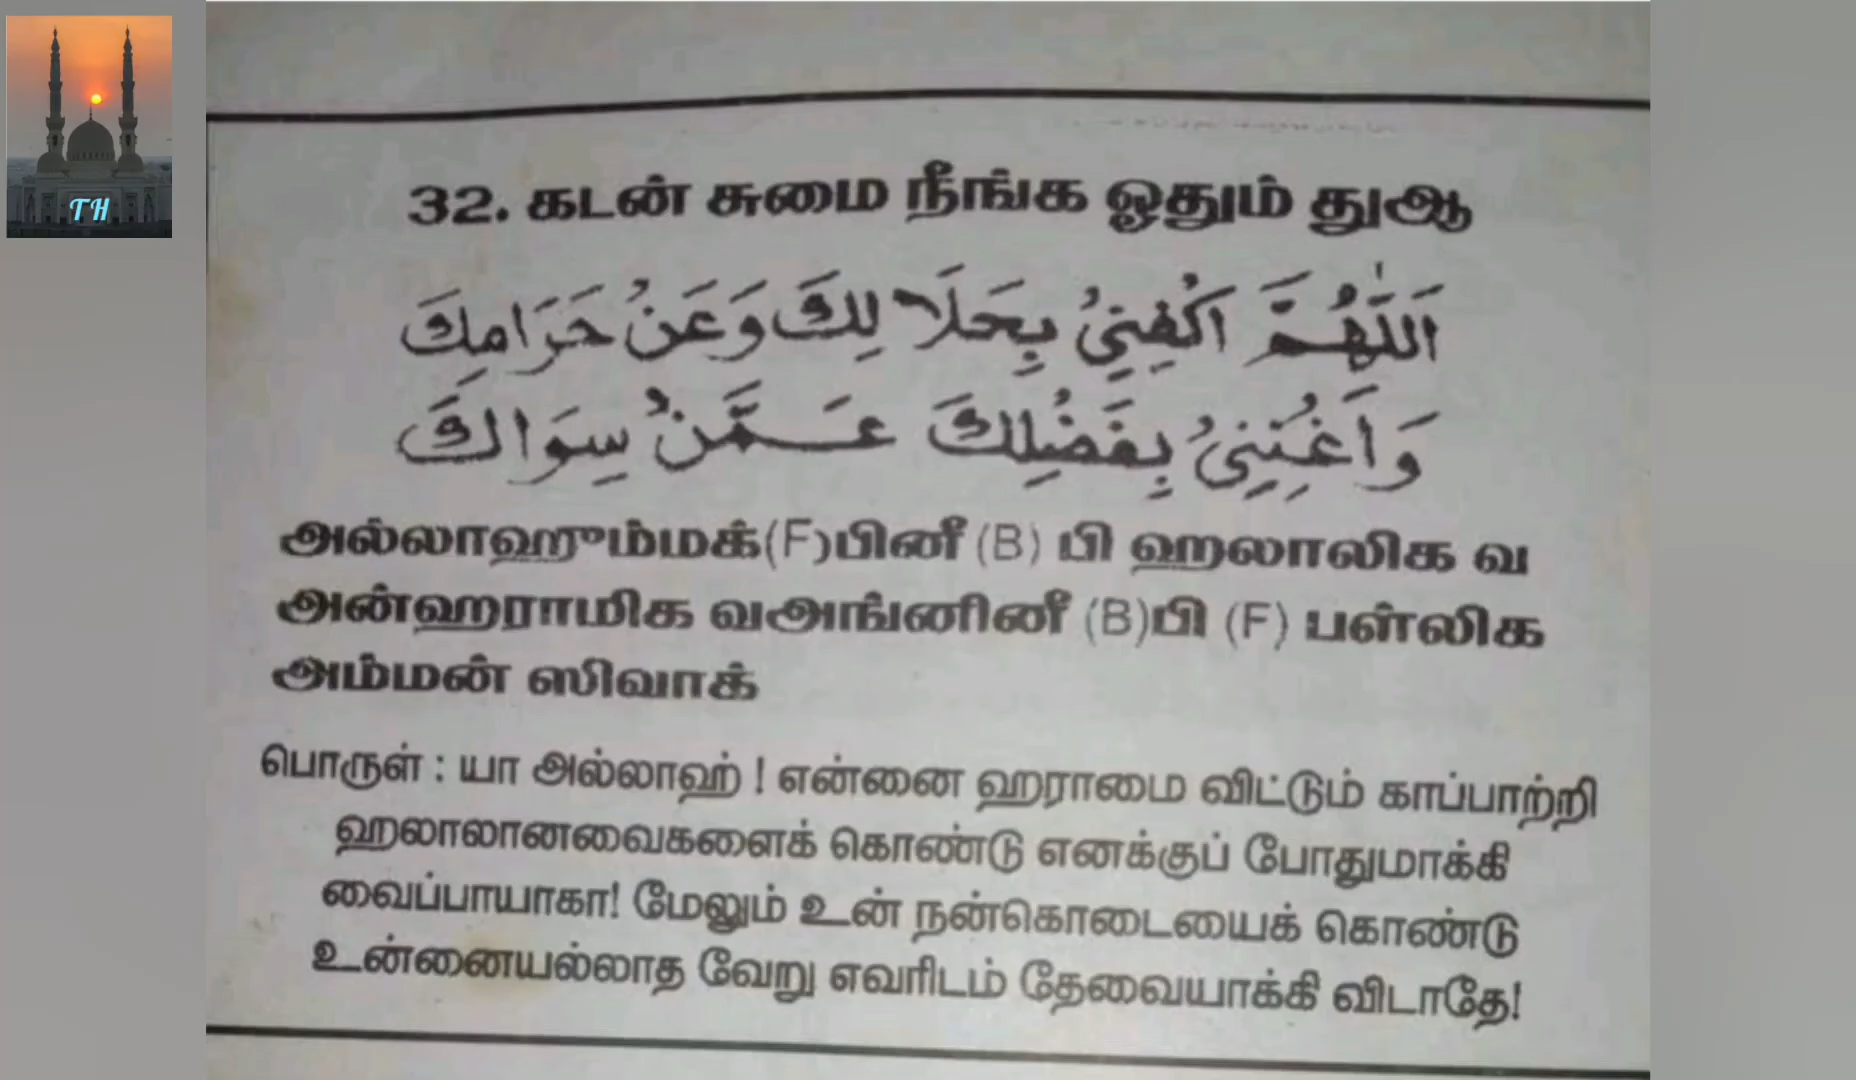 TH
32. கடன் சுமை நீங்க ஓதும் துஆ
اَللّٰهُمَّ اكْفِنِيْ بِحَلَا لِكَ وَعَنْ حَرَامِكَ
وَاَغْنِنِيْ بِفَضْلِكَ عَمَّنْ سِوَاكَ
அல்லாஹும்மக்(F)பினீ (B) பி ஹலாலிக வ
அன்ஹராமிக வஅங்னினீ (B)பி (F) பள்லிக
அம்மன் ஸிவாக்
பொருள் : யா அல்லாஹ் ! என்னை ஹராமை விட்டும் காப்பாற்றி
ஹலாலானவைகளைக் கொண்டு எனக்குப் போதுமாக்கி
வைப்பாயாகா! மேலும் உன் நன்கொடையைக் கொண்டு
உன்னையல்லாத வேறு எவரிடம் தேவையாக்கி விடாதே!